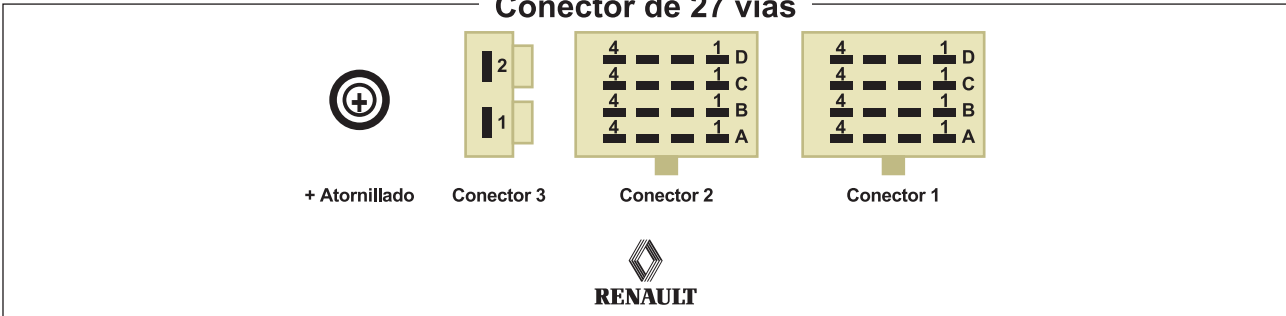 Conector de 27 vias
2
1
4 1 D
4 1 C
4 1 B
4 1 A
4 1 D
4 1 C
4 1 B
4 1 A
+ Atornillado Conector 3 Conector 2 Conector 1
RENAULT